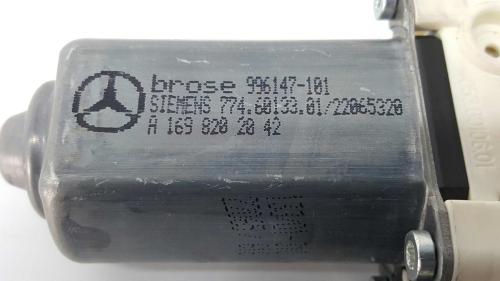 brose 996147-101
SIEMENS 774.60133.01/22065320
A 169 820 20 42